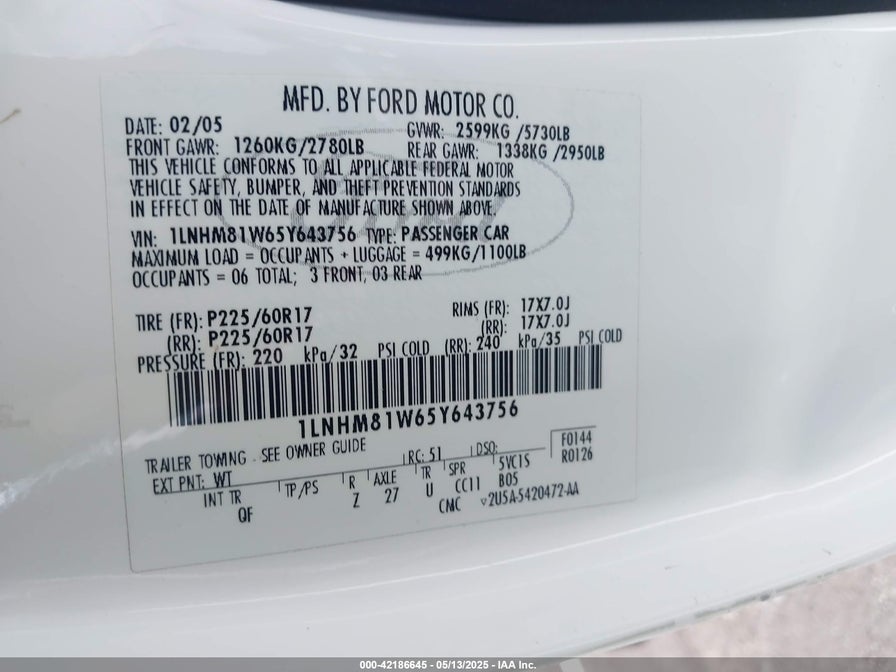 MFD. BY FORD MOTOR CO.
DATE: 02/05 GVWR: 2599KG /5730LB
FRONT GAWR: 1260KG/2780LB REAR GAWR: 1338KG /2950LB
THIS VEHICLE CONFORMS TO ALL APPLICABLE FEDERAL MOTOR
VEHICLE SAFETY, BUMPER, AND THEFT PREVENTION STANDARDS
IN EFFECT ON THE DATE OF MANUFACTURE SHOWN ABOVE.
VIN: 1LNHM81W65Y643756 TYPE: PASSENGER CAR
MAXIMUM LOAD = OCCUPANTS + LUGGAGE = 499KG/1100LB
OCCUPANTS = 06 TOTAL; 3 FRONT, 03 REAR
TIRE (FR): P225/60R17 RIMS (FR): 17X7.0J
(RR): P225/60R17 (RR): 17X7.0J
PRESSURE (FR): 220 kPa/32 PSI COLD (RR): 240 kPa/35 PSI COLD
1LNHM81W65Y643756
TRAILER TOWING - SEE OWNER GUIDE RC: 51 DSO: F0144
EXT PNT: WT R0126
INT TR TP/PS R AXLE TR SPR 5VC15
QF Z 27 U CC11 B05
CMC 2U5A-5420472-AA
Ford
000-42186645 - 05/13/2025 - IAA Inc.